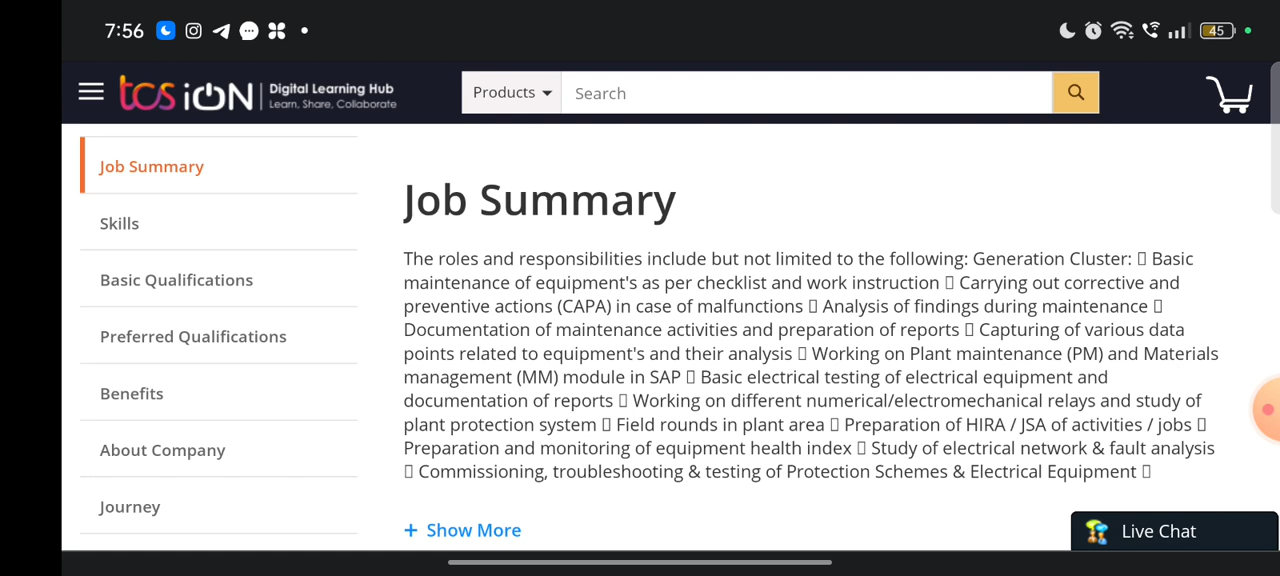 7:56
45
tcs iON | Digital Learning Hub
Learn, Share, Collaborate
Products
Search
Job Summary
Skills
Basic Qualifications
Preferred Qualifications
Benefits
About Company
Journey
Job Summary
The roles and responsibilities include but not limited to the following: Generation Cluster: ▯ Basic
maintenance of equipment's as per checklist and work instruction ▯ Carrying out corrective and
preventive actions (CAPA) in case of malfunctions ▯ Analysis of findings during maintenance ▯
Documentation of maintenance activities and preparation of reports ▯ Capturing of various data
points related to equipment's and their analysis ▯ Working on Plant maintenance (PM) and Materials
management (MM) module in SAP ▯ Basic electrical testing of electrical equipment and
documentation of reports ▯ Working on different numerical/electromechanical relays and study of
plant protection system ▯ Field rounds in plant area ▯ Preparation of HIRA / JSA of activities / jobs ▯
Preparation and monitoring of equipment health index ▯ Study of electrical network & fault analysis
▯ Commissioning, troubleshooting & testing of Protection Schemes & Electrical Equipment ▯
+ Show More
Live Chat